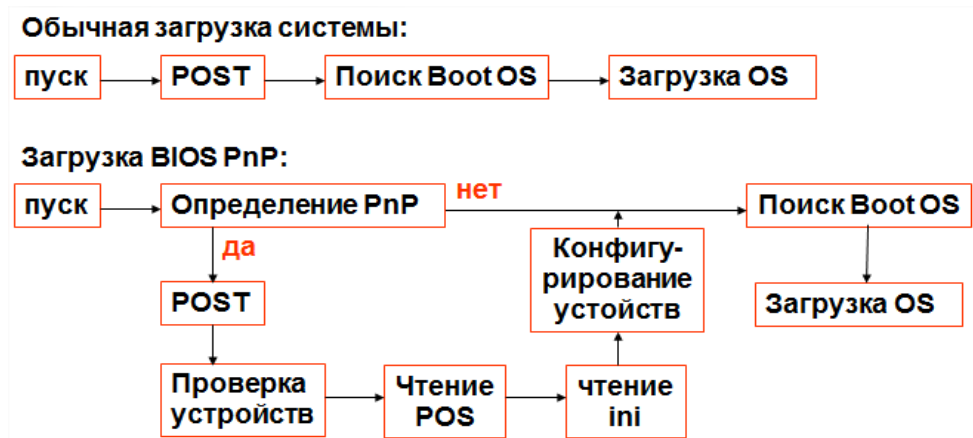 Обычная загрузка системы:
пуск
POST
Поиск Boot OS
Загрузка OS
Загрузка BIOS PnP:
пуск
Определение PnP
нет
Поиск Boot OS
да
POST
Конфигу-
рирование
устойств
Загрузка OS
Проверка
устройств
Чтение
POS
чтение
ini